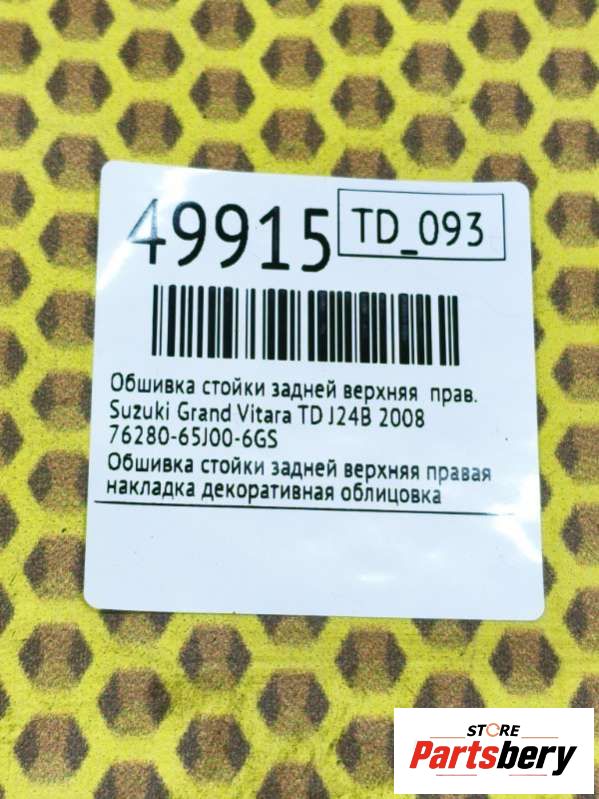 49915 TD_093
Обшивка стойки задней верхняя прав.
Suzuki Grand Vitara TD J24B 2008
76280-65J00-6GS
Обшивка стойки задней верхняя правая
накладка декоративная облицовка
STORE
Partsbery